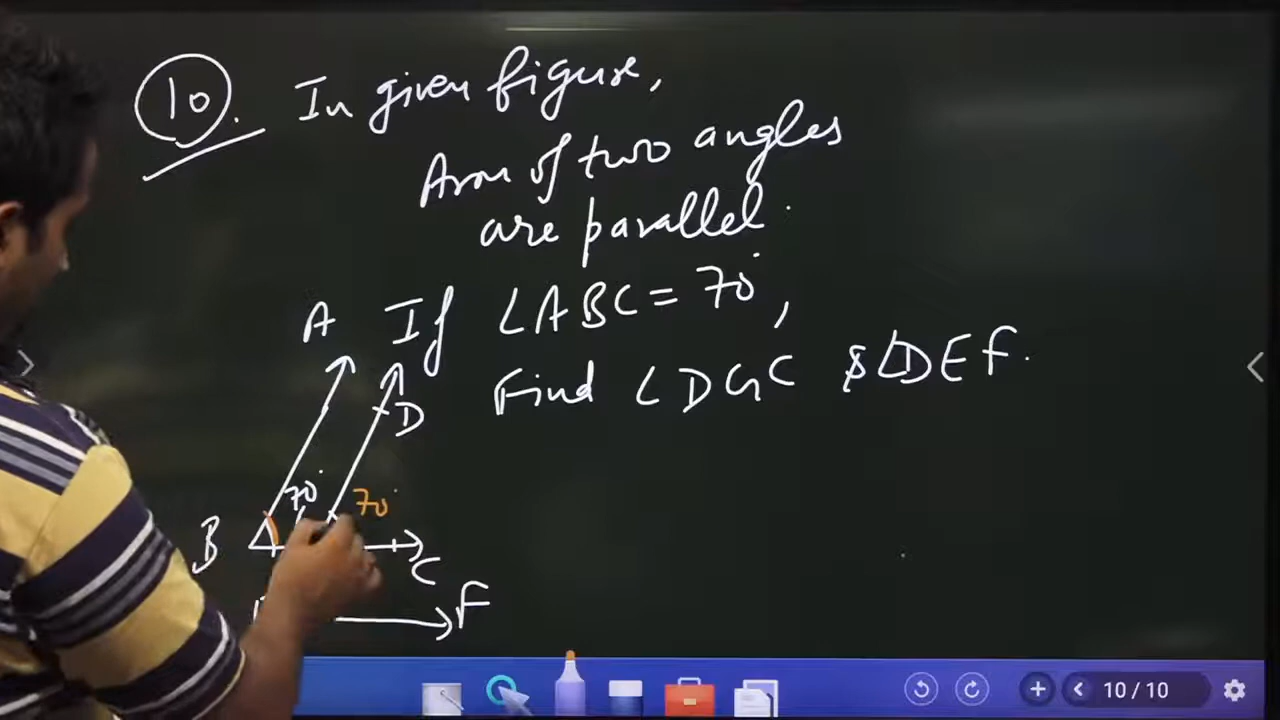 10. In given figure,
Arm of two angles
are parallel.
If ∠ABC = 70°,
Find ∠DGC & ∠DEF.
A
D
70°
70°
B
C
F
10 / 10